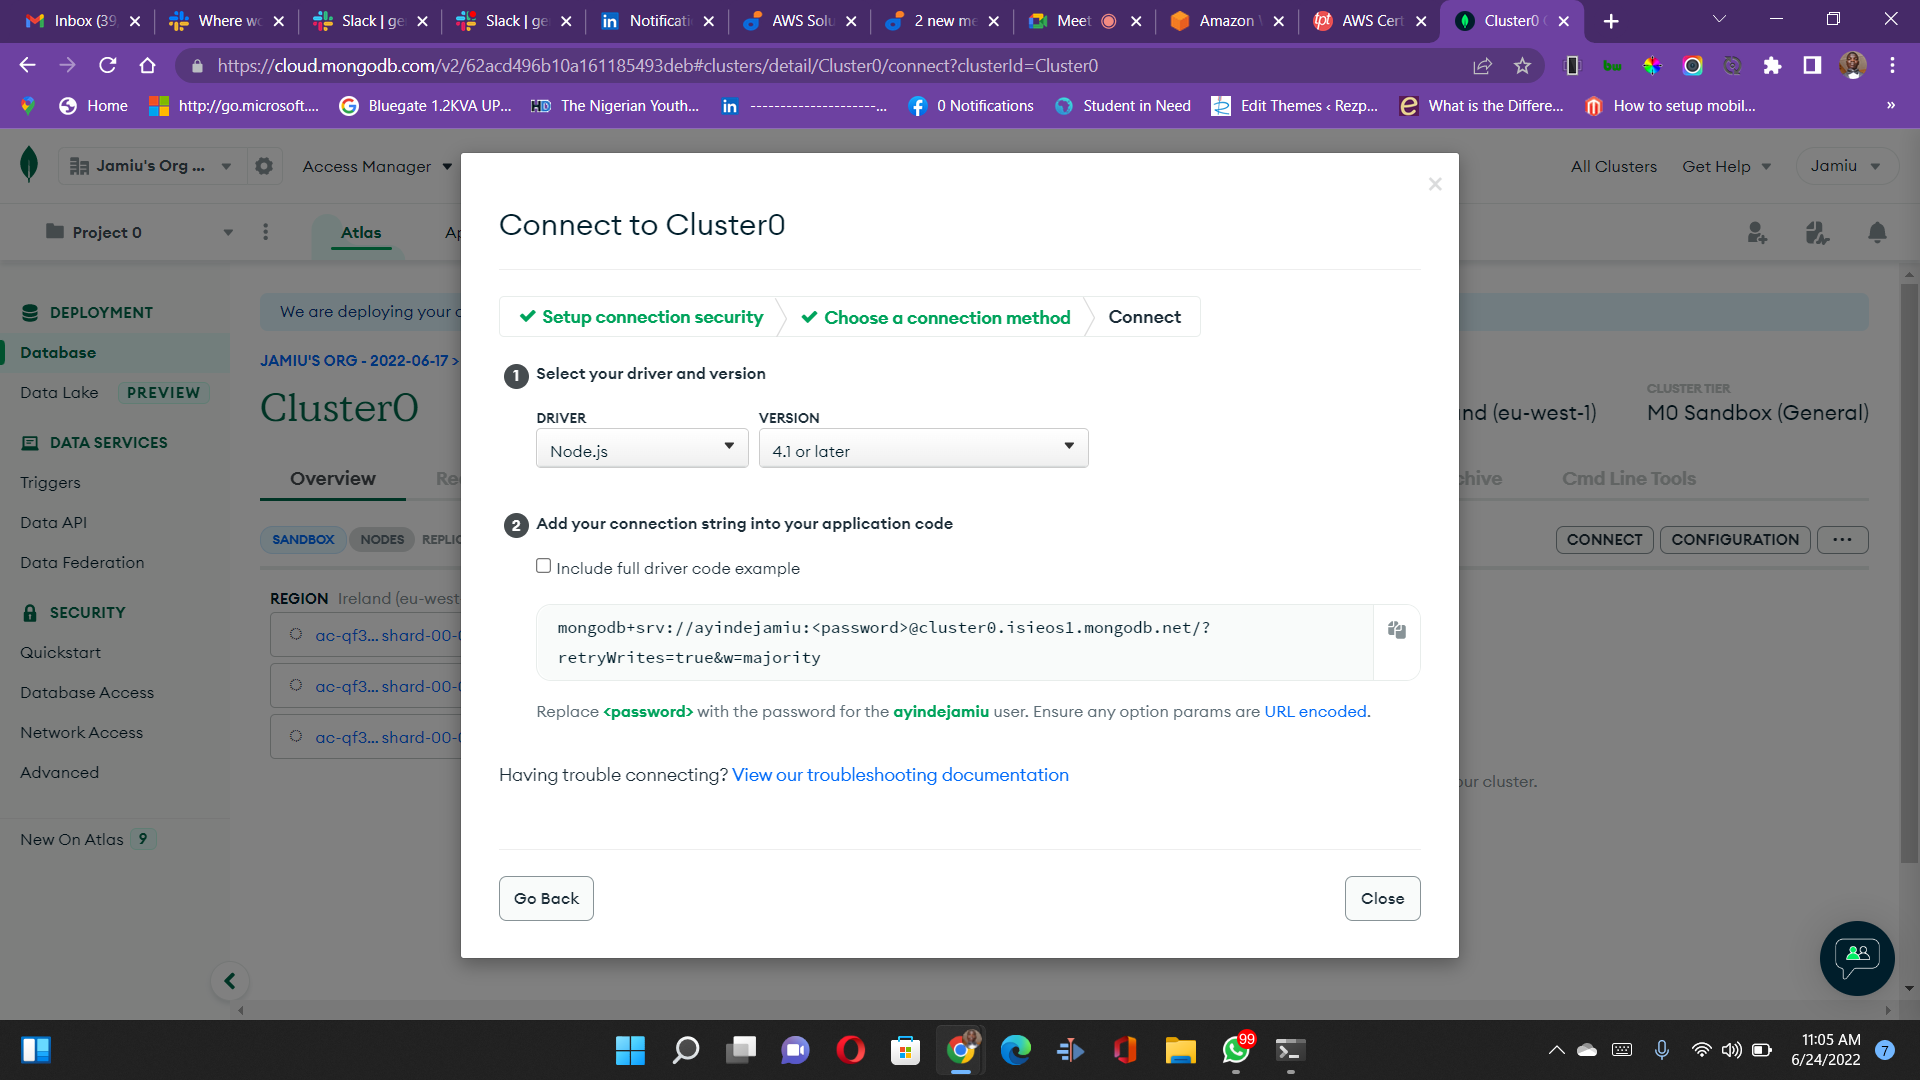 Inbox (39,
Where wo
Slack | ge
Slack | ge
Notificati
AWS Solu
2 new me
Meet
Amazon
AWS Cert
Cluster0
https://cloud.mongodb.com/v2/62acd496b10a161185493deb#clusters/detail/Cluster0/connect?clusterId=Cluster0
Home
http://go.microsoft....
Bluegate 1.2KVA UP...
The Nigerian Youth...
---------------------...
0 Notifications
Student in Need
Edit Themes ‹ Rezp...
What is the Differe...
How to setup mobil...
»
Jamiu's Org ...
Access Manager
All Clusters
Get Help
Jamiu
Project 0
Atlas
We are deploying your
DEPLOYMENT
Database
Data Lake PREVIEW
DATA SERVICES
Triggers
Data API
Data Federation
SECURITY
Quickstart
Database Access
Network Access
Advanced
New On Atlas 9
JAMIU'S ORG - 2022-06-17 >
Cluster0
Overview
SANDBOX NODES
REGION Ireland (eu-west
ac-qf3... shard-00-
ac-qf3... shard-00-
ac-qf3... shard-00-
Connect to Cluster0
Setup connection security
Choose a connection method
Connect
1 Select your driver and version
DRIVER
VERSION
Node.js
4.1 or later
2 Add your connection string into your application code
Include full driver code example
mongodb+srv://ayindejamiu:<password>@cluster0.isieos1.mongodb.net/?
retryWrites=true&w=majority
Replace <password> with the password for the ayindejamiu user. Ensure any option params are URL encoded.
Having trouble connecting? View our troubleshooting documentation
Go Back
Close
(eu-west-1)
CLUSTER TIER
M0 Sandbox (General)
Cmd Line Tools
CONNECT
CONFIGURATION
...
cluster.
99
11:05 AM
6/24/2022
7